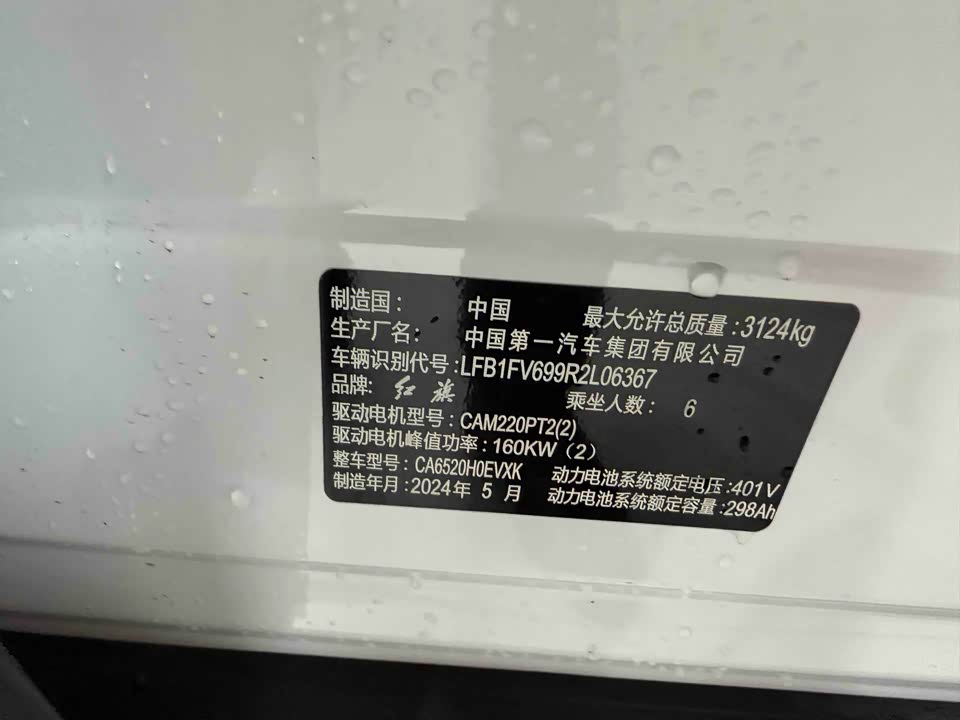 制造国： 中国 最大允许总质量：3124kg
生产厂名： 中国第一汽车集团有限公司
车辆识别代号：LFB1FV699R2L06367
品牌: 红旗 乘坐人数： 6
驱动电机型号：CAM220PT2(2)
驱动电机峰值功率：160KW（2）
整车型号：CA6520H0EVXK 动力电池系统额定电压:401V
制造年月:2024年 5 月 动力电池系统额定容量:298Ah